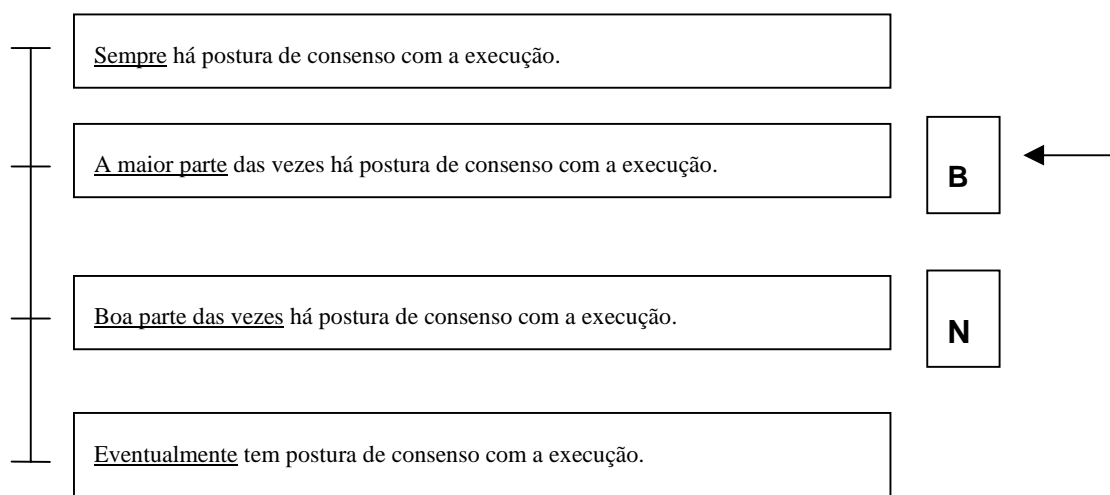 Sempre há postura de consenso com a execução.
A maior parte das vezes há postura de consenso com a execução.
B
Boa parte das vezes há postura de consenso com a execução.
N
Eventualmente tem postura de consenso com a execução.